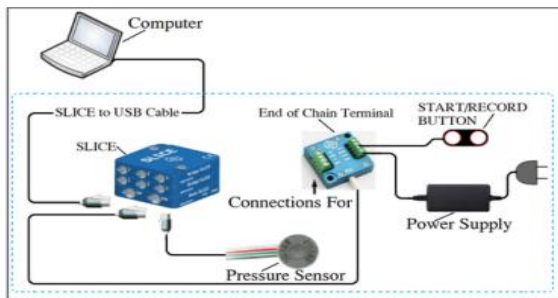 Computer
SLICE to USB Cable
End of Chain Terminal
START/RECORD
BUTTON
SLICE
SLICE
Connections For
Power Supply
Pressure Sensor